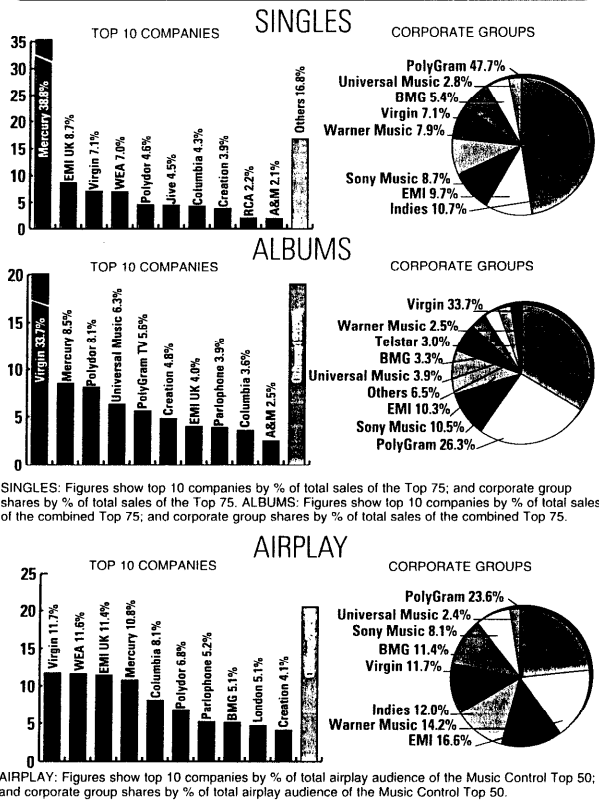 SINGLES
TOP 10 COMPANIES
CORPORATE GROUPS
35
30
25
20
15
10
5
0
Mercury 38.8%
EMI UK 8.7%
Virgin 7.1%
WEA 7.0%
Polydor 4.6%
Jive 4.5%
Columbia 4.3%
Creation 3.9%
RCA 2.2%
A&M 2.1%
Others 16.8%
PolyGram 47.7%
Universal Music 2.8%
BMG 5.4%
Virgin 7.1%
Warner Music 7.9%
Sony Music 8.7%
EMI 9.7%
Indies 10.7%
ALBUMS
TOP 10 COMPANIES
CORPORATE GROUPS
20
15
10
5
0
Virgin 33.7%
Mercury 8.5%
Polydor 8.1%
Universal Music 6.3%
PolyGram TV 5.6%
Creation 4.8%
EMI UK 4.0%
Parlophone 3.9%
Columbia 3.6%
A&M 2.5%
Virgin 33.7%
Warner Music 2.5%
Telstar 3.0%
BMG 3.3%
Universal Music 3.9%
Others 6.5%
EMI 10.3%
Sony Music 10.5%
PolyGram 26.3%
SINGLES: Figures show top 10 companies by % of total sales of the Top 75; and corporate group
shares by % of total sales of the Top 75. ALBUMS: Figures show top 10 companies by % of total sales
of the combined Top 75; and corporate group shares by % of total sales of the combined Top 75.
AIRPLAY
TOP 10 COMPANIES
CORPORATE GROUPS
25
20
15
10
5
0
Virgin 11.7%
WEA 11.6%
EMI UK 11.4%
Mercury 10.8%
Columbia 8.1%
Polydor 6.8%
Parlophone 5.2%
BMG 5.1%
London 5.1%
Creation 4.1%
PolyGram 23.6%
Universal Music 2.4%
Sony Music 8.1%
BMG 11.4%
Virgin 11.7%
Indies 12.0%
Warner Music 14.2%
EMI 16.6%
AIRPLAY: Figures show top 10 companies by % of total airplay audience of the Music Control Top 50;
and corporate group shares by % of total airplay audience of the Music Control Top 50.